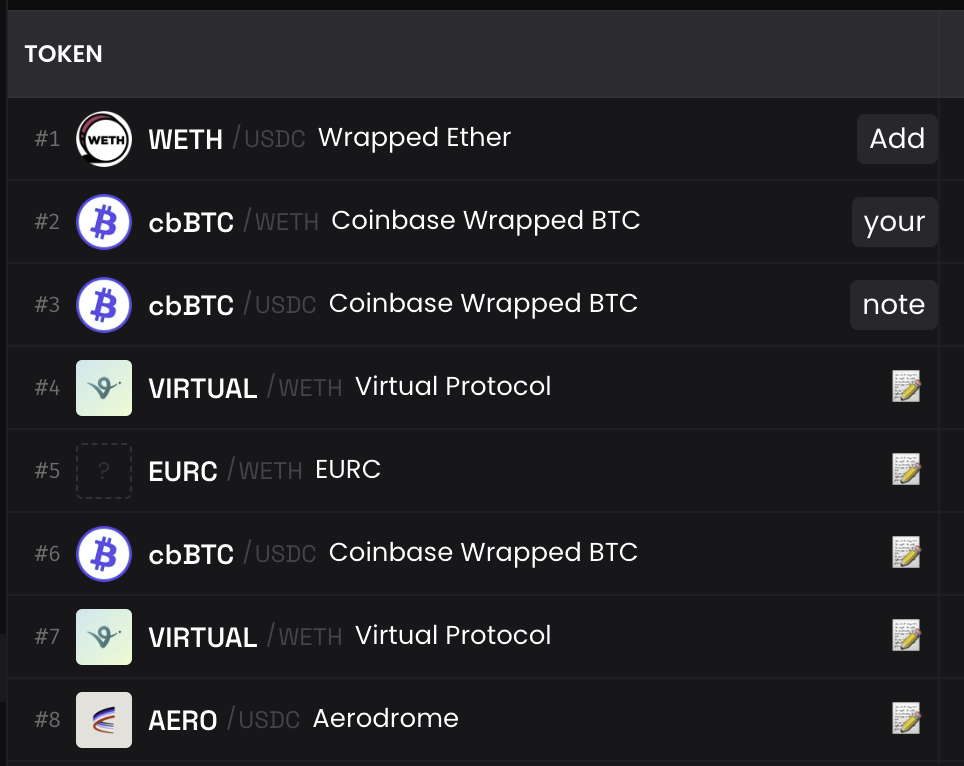 TOKEN
#1 WETH WETH /USDC Wrapped Ether Add
#2 cbBTC /WETH Coinbase Wrapped BTC your
#3 cbBTC /USDC Coinbase Wrapped BTC note
#4 VIRTUAL /WETH Virtual Protocol
#5 ? EURC /WETH EURC
#6 cbBTC /USDC Coinbase Wrapped BTC
#7 VIRTUAL /WETH Virtual Protocol
#8 AERO /USDC Aerodrome